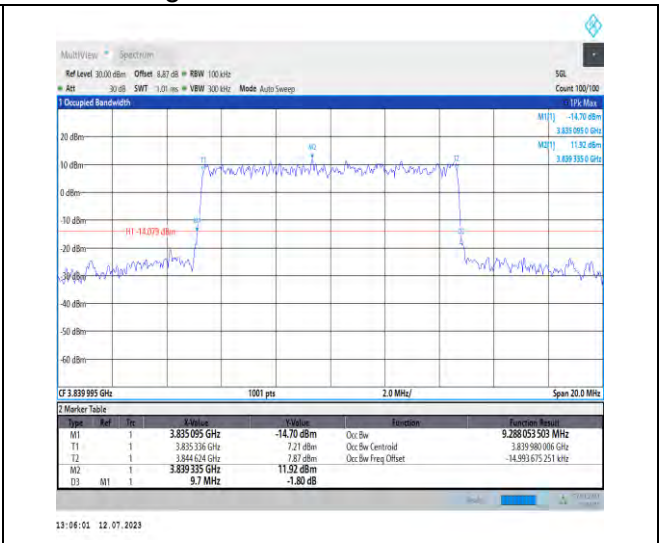 MultiView Spectrum
Ref Level 30.00 dBm Offset 8.87 dB RBW 100 kHz SGL
Att 30 dB SWT 1.01 ms VBW 300 kHz Mode Auto Sweep Count 100/100
1 Occupied Bandwidth 1Pk Max
M1[1] -14.70 dBm
3.835 095 0 GHz
M2[1] 11.92 dBm
3.839 335 0 GHz
20 dBm
M2
T1 T2
10 dBm
0 dBm
-10 dBm
H1 -14.079 dBm
-20 dBm
-30 dBm
-40 dBm
-50 dBm
-60 dBm
CF 3.839 995 GHz 1001 pts 2.0 MHz/ Span 20.0 MHz
2 Marker Table
Type Ref Trc X-Value Y-Value Function Function Result
M1 1 3.835 095 GHz -14.70 dBm Occ Bw 9.288 053 503 MHz
T1 1 3.835 336 GHz 7.21 dBm Occ Bw Centroid 3.839 980 006 GHz
T2 1 3.844 624 GHz 7.87 dBm Occ Bw Freq Offset -14.993 675 251 kHz
M2 1 3.839 335 GHz 11.92 dBm
D3 M1 1 9.7 MHz -1.80 dB
13:06:01 12.07.2023